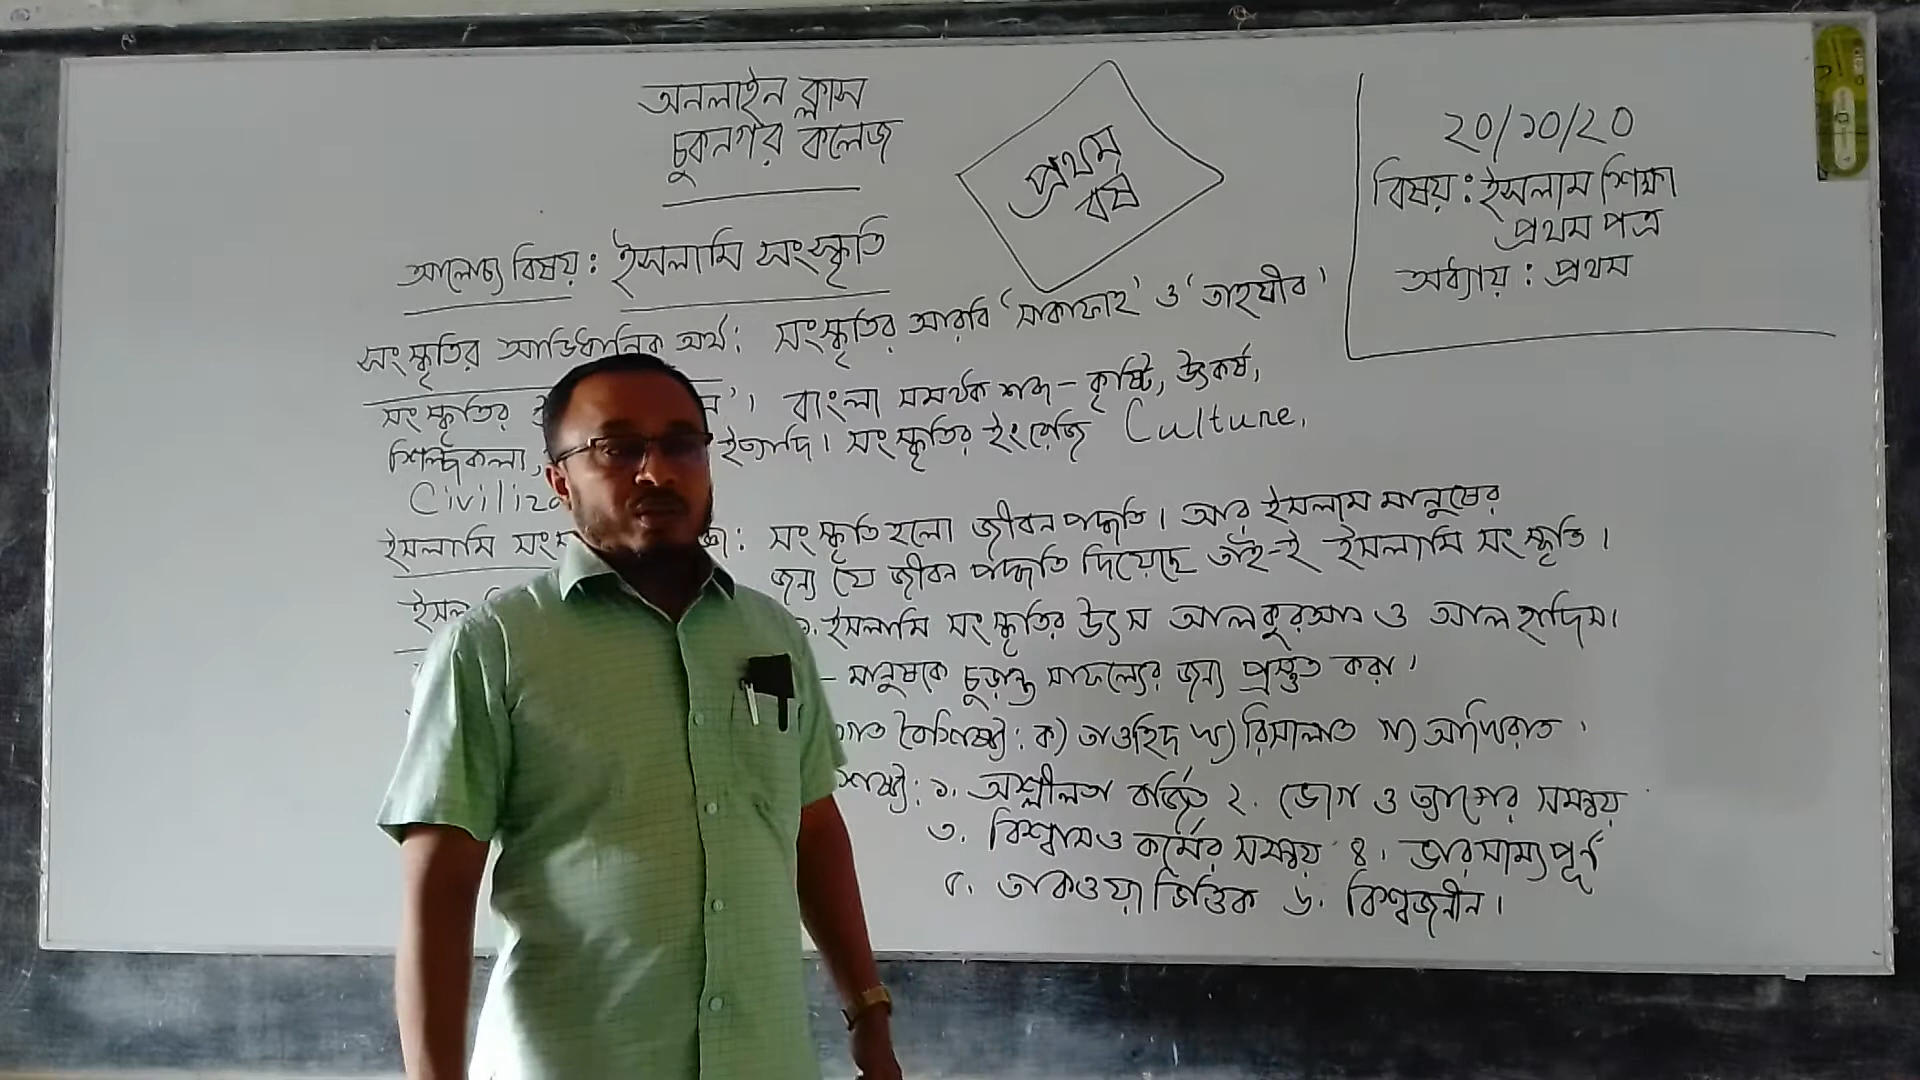 অনলাইন ক্লাস
চুকনগর কলেজ
প্রথম
বর্ষ
২০/১০/২০
বিষয়: ইসলাম শিক্ষা
প্রথম পত্র
অধ্যায় : প্রথম
আলোচ্য বিষয় : ইসলামি সংস্কৃতি
সংস্কৃতির আভিধানিক অর্থ: সংস্কৃতির আরবি 'সাকাফাহ' ও 'তাহযীব'
সংস্কৃতির বাংলা সমর্থক শব্দ - কৃষ্টি, উৎকর্ষ,
শিল্পকলা, ইত্যাদি। সংস্কৃতির ইংরেজি Culture,
ইসলামি : সংস্কৃতি হলো জীবন পদ্ধতি। আর ইসলাম মানুষের
জন্য যে জীবন পদ্ধতি দিয়েছে তাই-ই ইসলামি সংস্কৃতি।
১. ইসলামি সংস্কৃতির উৎস আল কুরআন ও আল হাদিস।
- মানুষকে চূড়ান্ত সাফল্যের জন্য প্রস্তুত করা।
বৈশিষ্ট্য: ক) তাওহিদ খ) রিসালাত গ) আখিরাত
১. অশ্লীলতা বর্জিত ২. ভোগ ও ত্যাগের সমন্বয়
৩. বিশ্বাস ও কর্মের সমন্বয় ৪. ভারসাম্যপূর্ণ
৫. তাকওয়া ভিত্তিক ৬. বিশ্বজনীন।